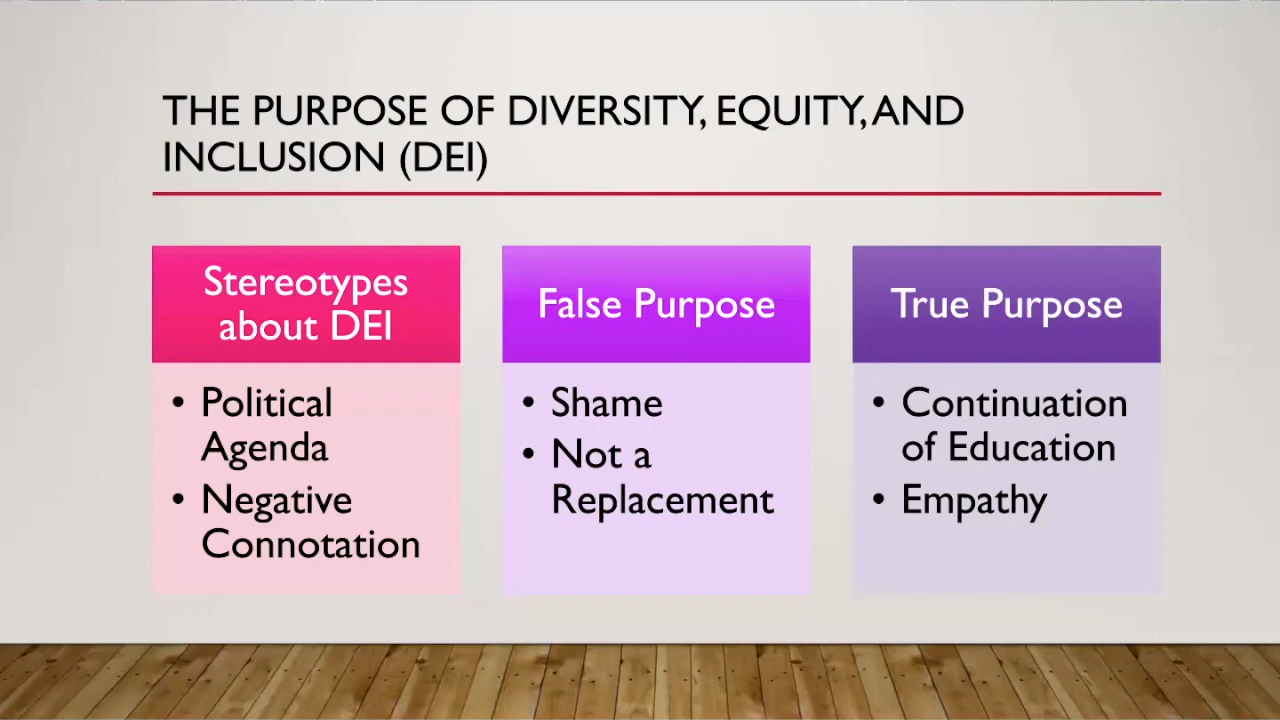 THE PURPOSE OF DIVERSITY, EQUITY, AND
INCLUSION (DEI)
Stereotypes
about DEI
• Political
Agenda
• Negative
Connotation
False Purpose
• Shame
• Not a
Replacement
True Purpose
• Continuation
of Education
• Empathy